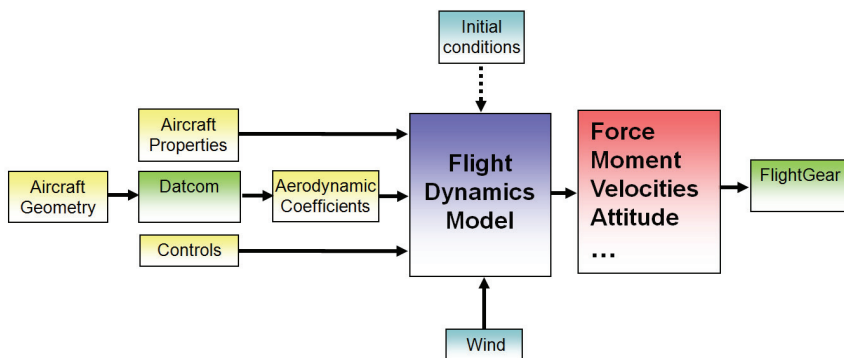 Initial
conditions
Aircraft
Properties
Aircraft
Geometry
Datcom
Aerodynamic
Coefficients
Controls
Flight
Dynamics
Model
Wind
Force
Moment
Velocities
Attitude
...
FlightGear